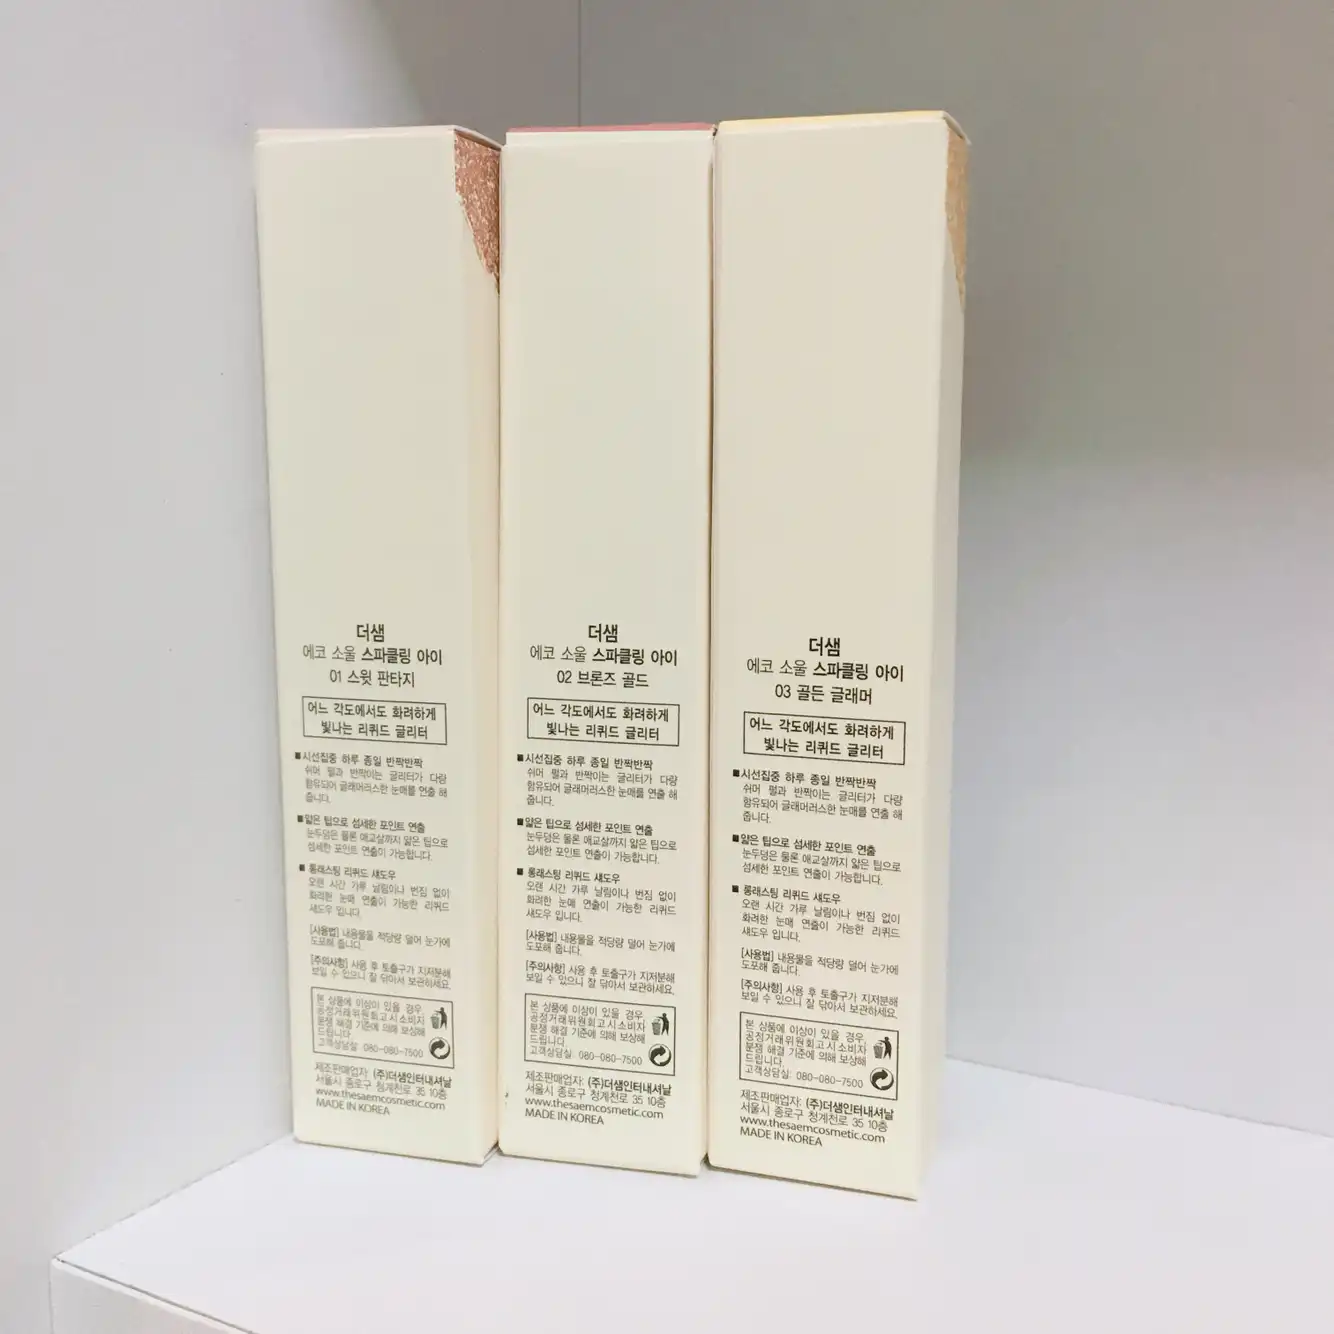 더샘
에코 소울 스파클링 아이
01 스윗 판타지
어느 각도에서도 화려하게
빛나는 리퀴드 글리터
■시선집중 하루 종일 반짝반짝
쉬머 펄과 반짝이는 글리터가 다량
함유되어 글래머러스한 눈매를 연출 해
줍니다.
■얇은 팁으로 섬세한 포인트 연출
눈두덩은 물론 애교살까지 얇은 팁으로
섬세한 포인트 연출이 가능합니다.
■ 롱래스팅 리퀴드 섀도우
오랜 시간 가루 날림이나 번짐 없이
화려한 눈매 연출이 가능한 리퀴드
섀도우 입니다.
[사용법] 내용물을 적당량 덜어 눈가에
도포해 줍니다.
[주의사항] 사용 후 토출구가 지저분해
보일 수 있으니 잘 닦아서 보관하세요.
본 상품에 이상이 있을 경우,
공정거래위원회고시소비자
분쟁 해결 기준에 의해 보상해
드립니다.
고객상담실: 080-080-7500
제조판매업자: (주)더샘인터내셔날
서울시 종로구 청계천로 35 10층
www.thesaemcosmetic.com
MADE IN KOREA
더샘
에코 소울 스파클링 아이
02 브론즈 골드
어느 각도에서도 화려하게
빛나는 리퀴드 글리터
■시선집중 하루 종일 반짝반짝
쉬머 펄과 반짝이는 글리터가 다량
함유되어 글래머러스한 눈매를 연출 해
줍니다.
■얇은 팁으로 섬세한 포인트 연출
눈두덩은 물론 애교살까지 얇은 팁으로
섬세한 포인트 연출이 가능합니다.
■ 롱래스팅 리퀴드 섀도우
오랜 시간 가루 날림이나 번짐 없이
화려한 눈매 연출이 가능한 리퀴드
섀도우 입니다.
[사용법] 내용물을 적당량 덜어 눈가에
도포해 줍니다.
[주의사항] 사용 후 토출구가 지저분해
보일 수 있으니 잘 닦아서 보관하세요.
본 상품에 이상이 있을 경우,
공정거래위원회고시소비자
분쟁 해결 기준에 의해 보상해
드립니다.
고객상담실: 080-080-7500
제조판매업자: (주)더샘인터내셔날
서울시 종로구 청계천로 35 10층
www.thesaemcosmetic.com
MADE IN KOREA
더샘
에코 소울 스파클링 아이
03 골든 글래머
어느 각도에서도 화려하게
빛나는 리퀴드 글리터
■시선집중 하루 종일 반짝반짝
쉬머 펄과 반짝이는 글리터가 다량
함유되어 글래머러스한 눈매를 연출 해
줍니다.
■얇은 팁으로 섬세한 포인트 연출
눈두덩은 물론 애교살까지 얇은 팁으로
섬세한 포인트 연출이 가능합니다.
■ 롱래스팅 리퀴드 섀도우
오랜 시간 가루 날림이나 번짐 없이
화려한 눈매 연출이 가능한 리퀴드
섀도우 입니다.
[사용법] 내용물을 적당량 덜어 눈가에
도포해 줍니다.
[주의사항] 사용 후 토출구가 지저분해
보일 수 있으니 잘 닦아서 보관하세요.
본 상품에 이상이 있을 경우,
공정거래위원회고시소비자
분쟁 해결 기준에 의해 보상해
드립니다.
고객상담실: 080-080-7500
제조판매업자: (주)더샘인터내셔날
서울시 종로구 청계천로 35 10층
www.thesaemcosmetic.com
MADE IN KOREA